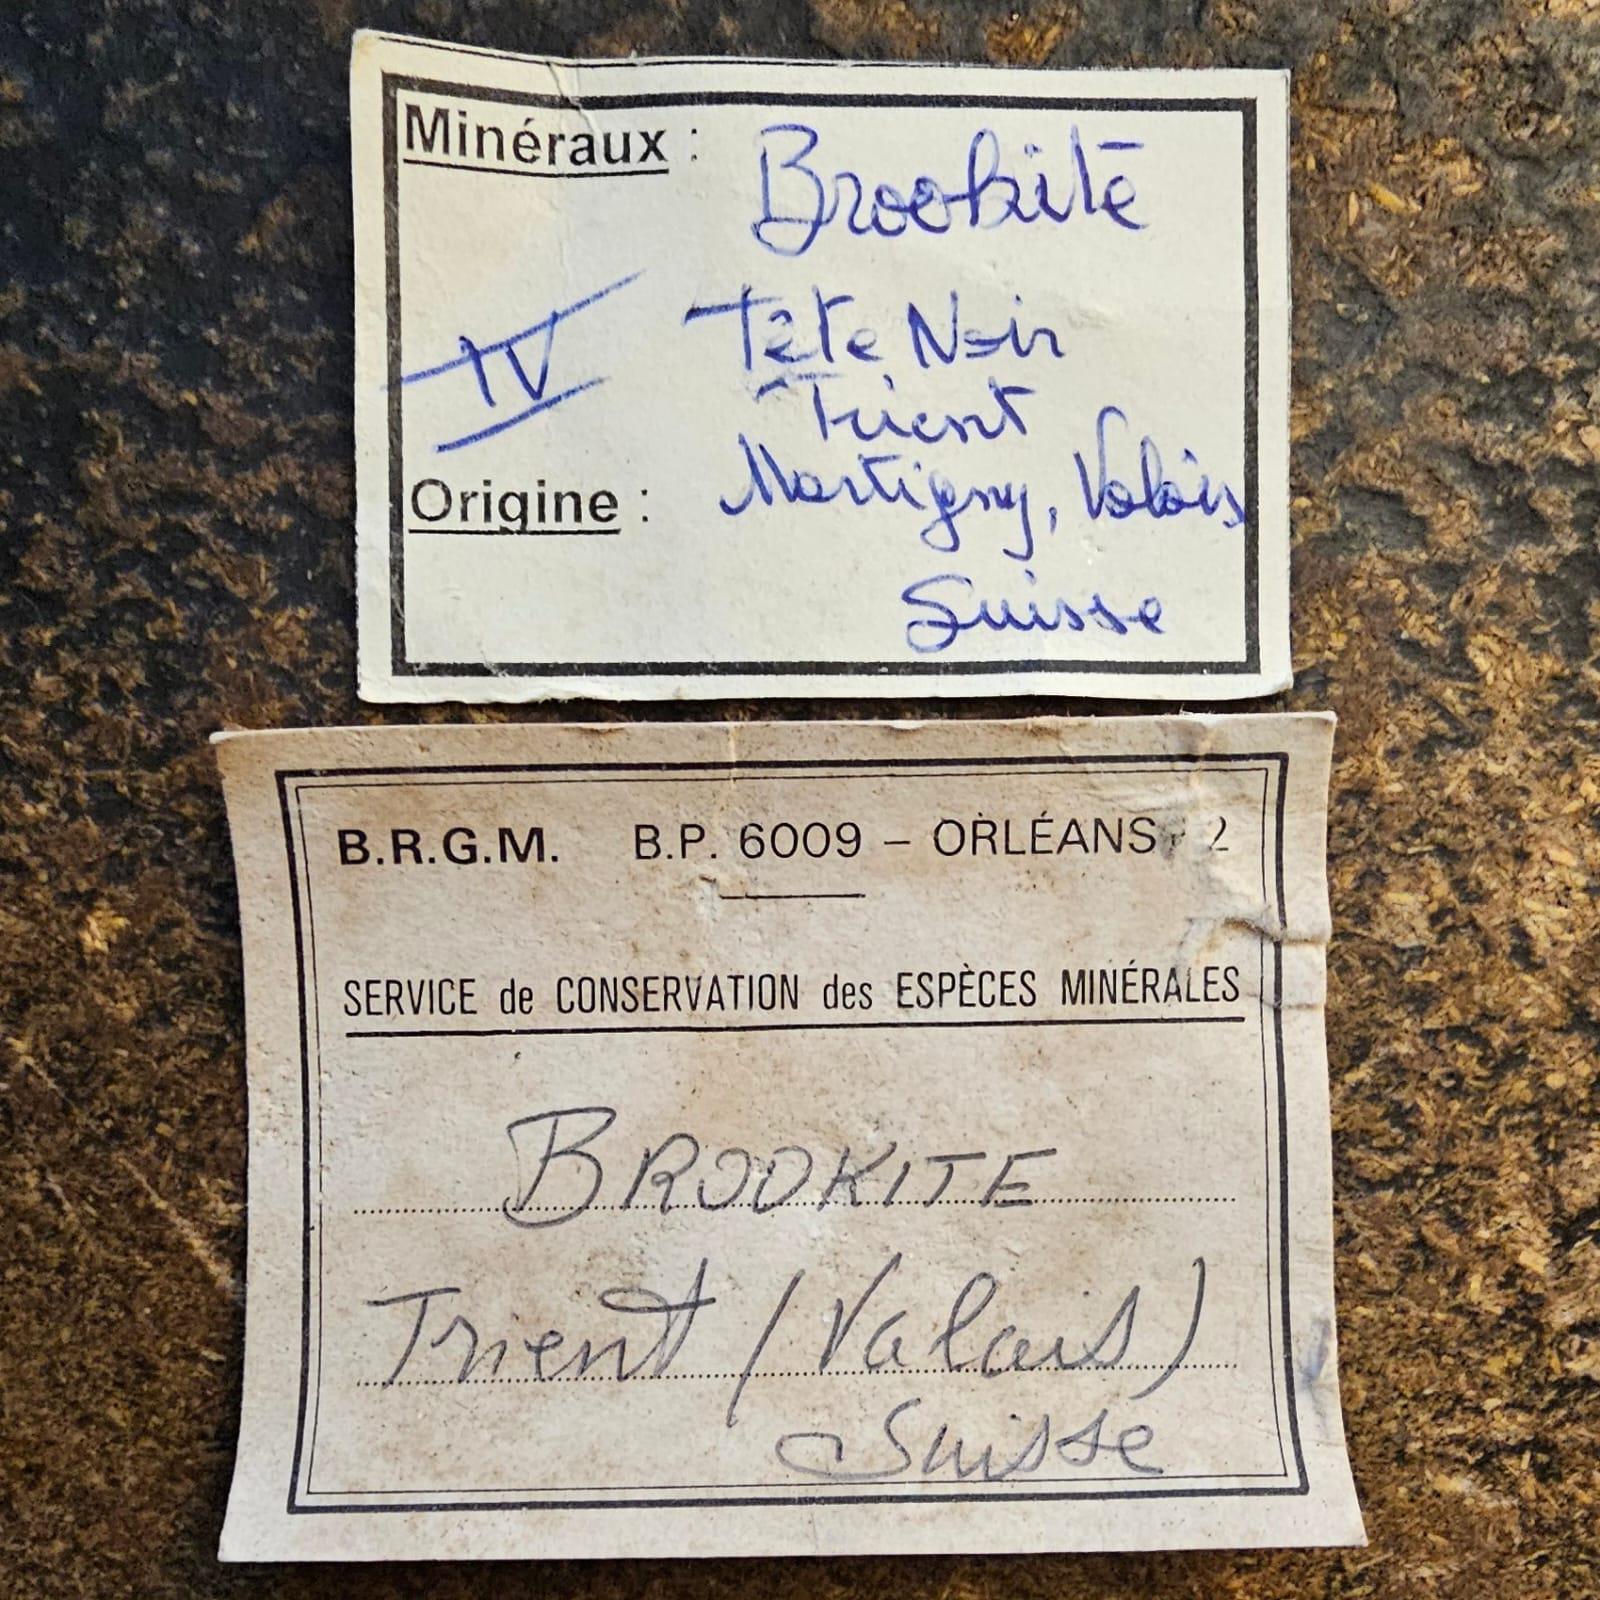 Minéraux : Brookite
Tête Noir
IV
Trient
Origine : Martigny, Valais
Suisse
B.R.G.M. B.P. 6009 – ORLÉANS 2
SERVICE de CONSERVATION des ESPÈCES MINÉRALES
BROOKITE
Trient (Valais)
Suisse